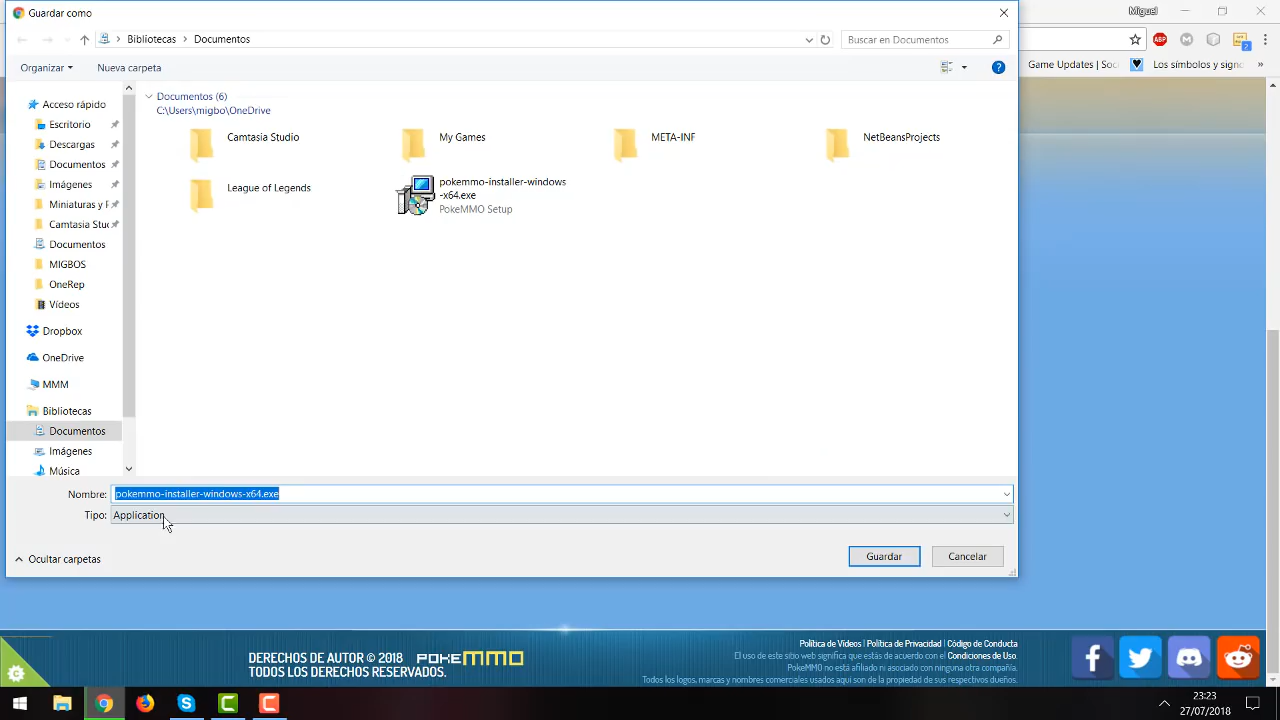 Guardar como
Miguel
Bibliotecas
Documentos
Buscar en Documentos
ABP
2
Organizar
Nueva carpeta
?
Game Updates | Soc
Los símbolos y signo
»
Acceso rápido
Escritorio
Descargas
Documentos
Imágenes
Miniaturas y F
Camtasia Stuc
Documentos
MIGBOS
OneRep
Vídeos
Dropbox
OneDrive
MMM
Bibliotecas
Documentos
Imágenes
Música
Documentos (6)
C:\Users\migbo\OneDrive
Camtasia Studio
My Games
META-INF
NetBeansProjects
League of Legends
pokemmo-installer-windows
-x64.exe
PokeMMO Setup
Nombre: pokemmo-installer-windows-x64.exe
Tipo: Application
Ocultar carpetas
Guardar
Cancelar
DERECHOS DE AUTOR © 2018 POKEMMO
TODOS LOS DERECHOS RESERVADOS.
Política de Vídeos | Política de Privacidad | Código de Conducta
El uso de este sitio web significa que estás de acuerdo con el Condiciones de Uso.
PokeMMO no está afiliado ni asociado con ninguna otra compañía.
Todos los logos, marcas y nombres comerciales usados aquí son de la propiedad de sus respectivos dueños.
23:23
27/07/2018